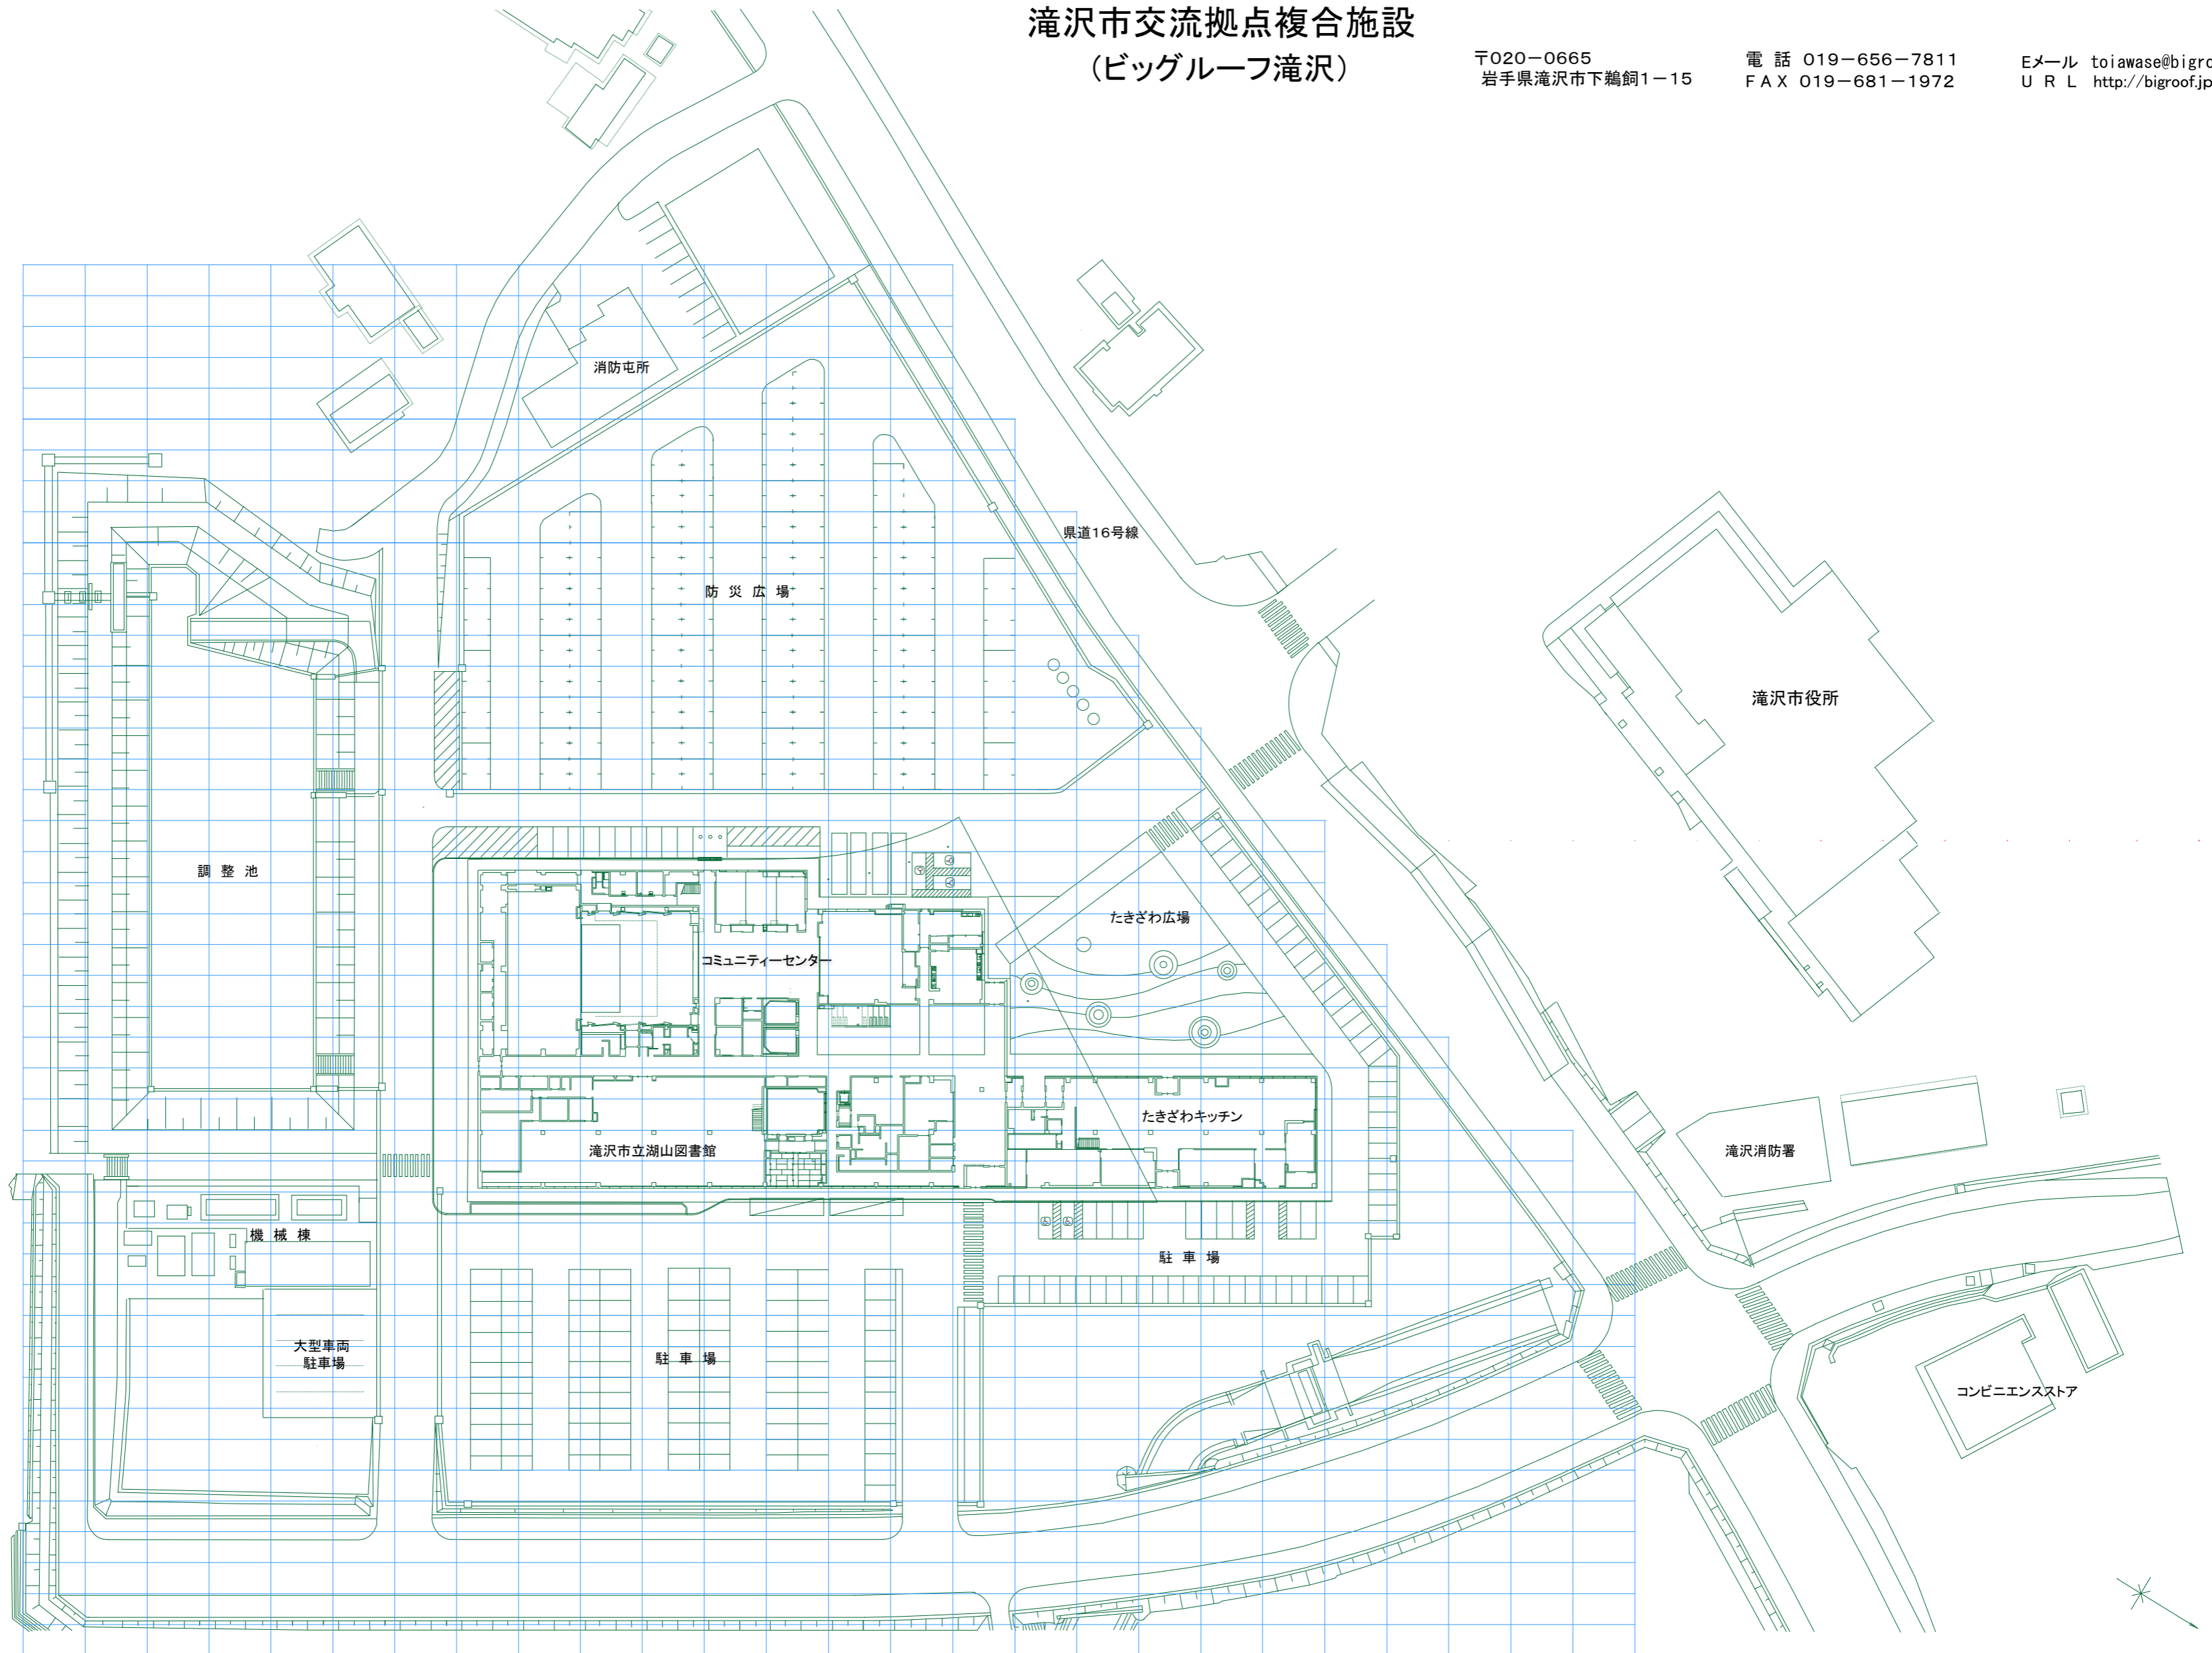 滝沢市交流拠点複合施設
（ビッグルーフ滝沢）
〒020－0665
岩手県滝沢市下鵜飼1－15
電 話 019－656－7811
FAX 019－681－1972
Eメール toiawase@bigro
U R L http://bigroof.jp
消防屯所
県道16号線
防 災 広 場
滝沢市役所
調 整 池
たきざわ広場
コミュニティーセンター
たきざわキッチン
滝沢市立湖山図書館
滝沢消防署
機 械 棟
駐 車 場
大型車両
駐車場
駐 車 場
コンビニエンスストア